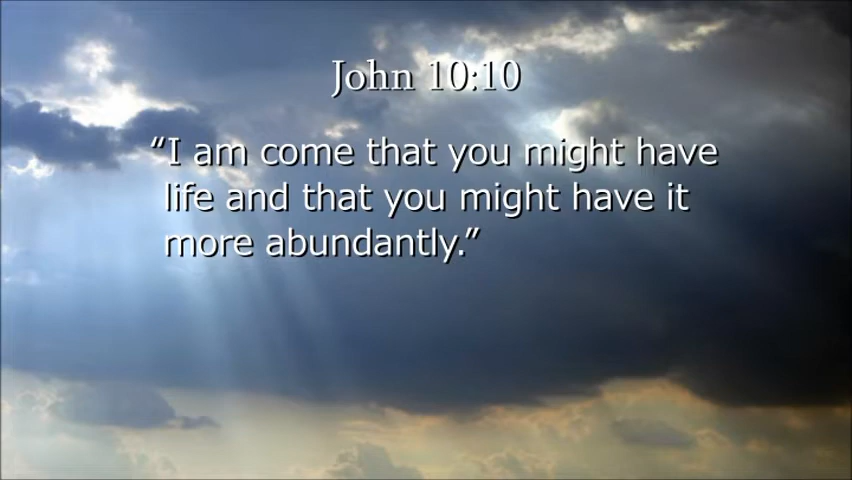 John 10:10
“I am come that you might have
life and that you might have it
more abundantly.”